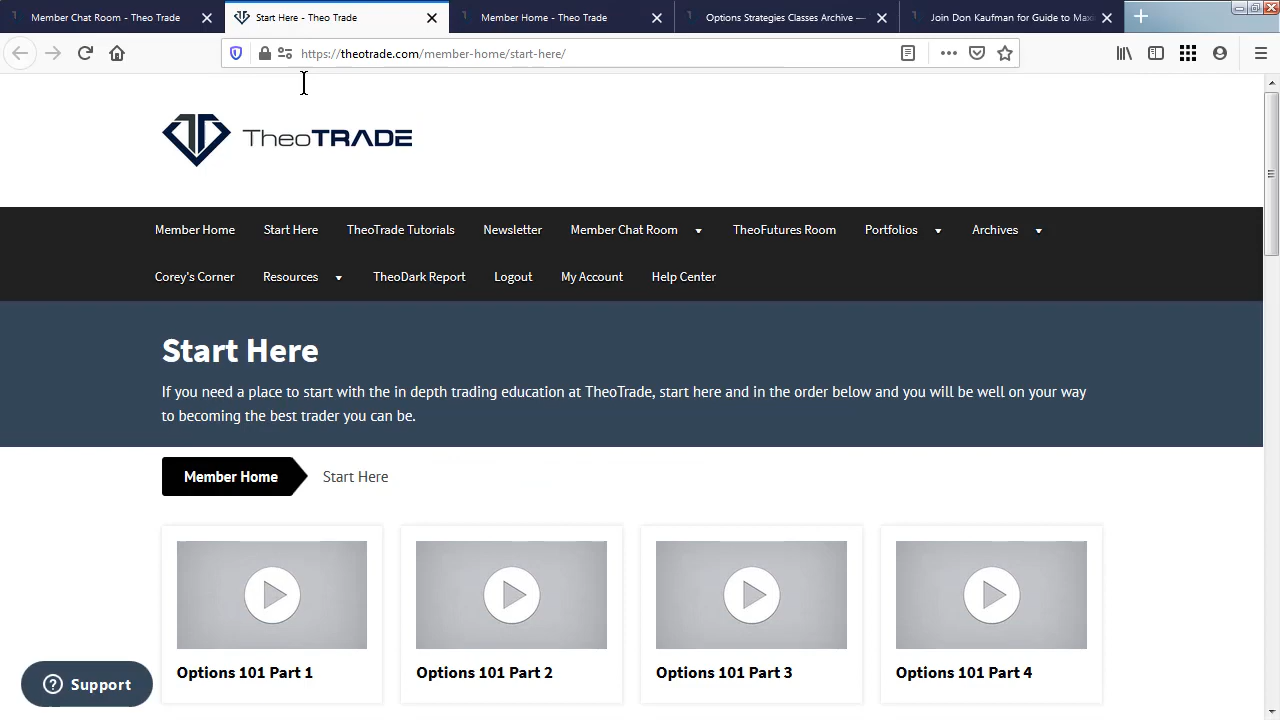 Member Chat Room - Theo Trade
Start Here - Theo Trade
Member Home - Theo Trade
Options Strategies Classes Archive —
Join Don Kaufman for Guide to Max
https://theotrade.com/member-home/start-here/
TheoTRADE
Member Home Start Here TheoTrade Tutorials Newsletter Member Chat Room TheoFutures Room Portfolios Archives
Corey's Corner Resources TheoDark Report Logout My Account Help Center
Start Here
If you need a place to start with the in depth trading education at TheoTrade, start here and in the order below and you will be well on your way
to becoming the best trader you can be.
Member Home Start Here
Options 101 Part 1
Options 101 Part 2
Options 101 Part 3
Options 101 Part 4
Support